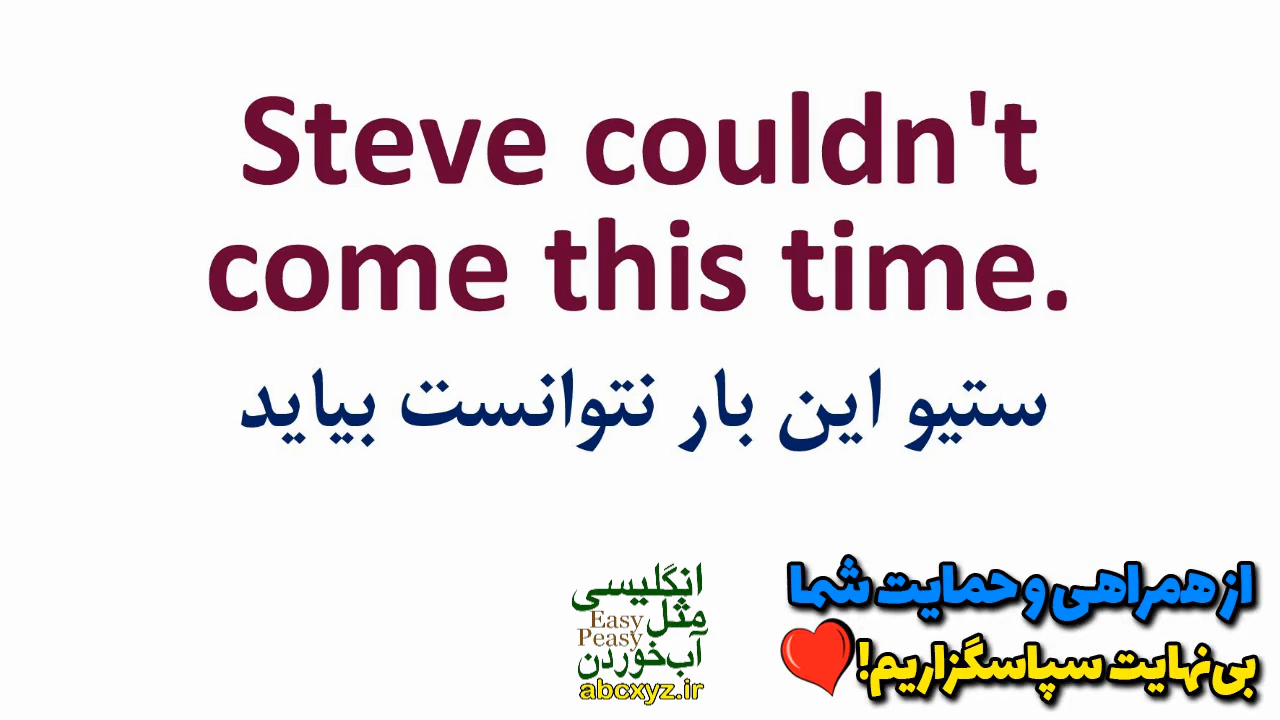 Steve couldn't
come this time.
ستیو این بار نتوانست بیاید
انگلیسی
مثل
Easy
Peasy
آب‌خوردن
abcxyz.ir
از همراهی و حمایت شما
بی‌نهایت سپاسگزاریم!